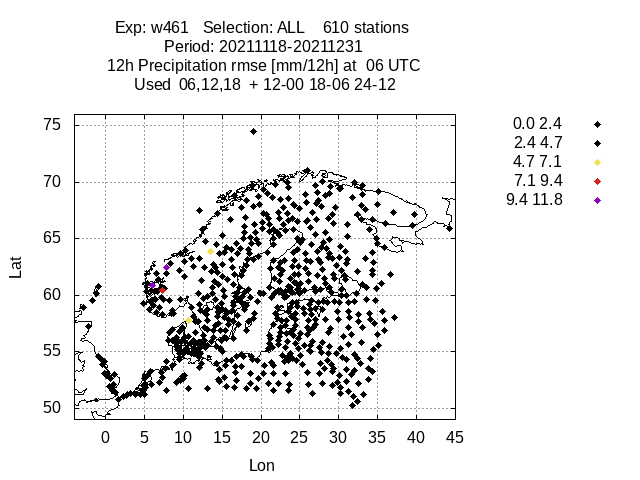 Exp: w461 Selection: ALL 610 stations
Period: 20211118-20211231
12h Precipitation rmse [mm/12h] at 06 UTC
Used 06,12,18 + 12-00 18-06 24-12
75
70
65
60
55
50
Lat
0 5 10 15 20 25 30 35 40 45
Lon
0.0 2.4
2.4 4.7
4.7 7.1
7.1 9.4
9.4 11.8